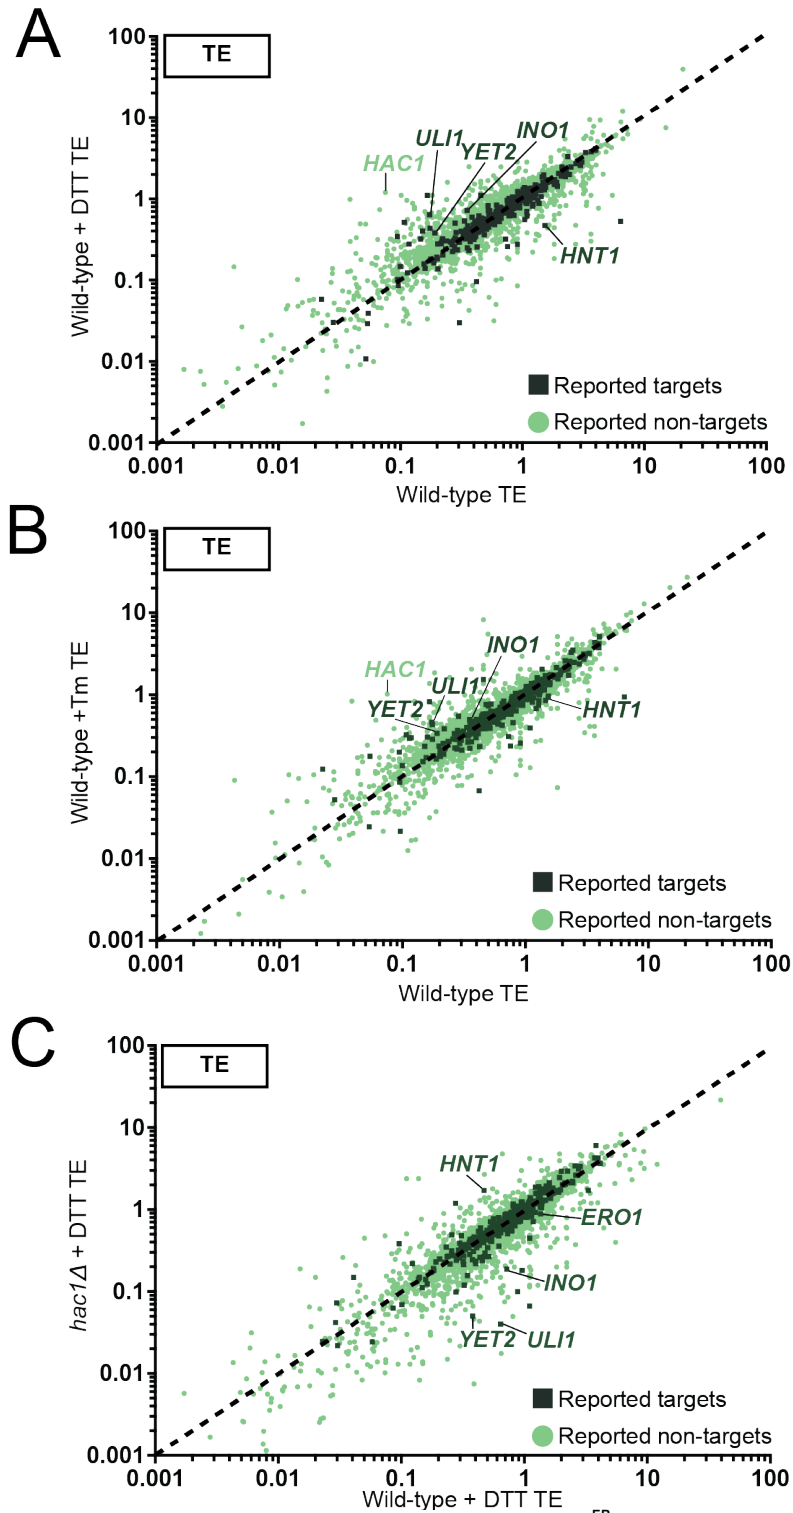 A
100
TE
10
INO1
ULI1
YET2
HAC1
1
HNT1
0.1
0.01
Reported targets
Reported non-targets
0.001
Wild-type + DTT TE
0.001 0.01 0.1 1 10 100
Wild-type TE
B
100
TE
10
INO1
HAC1
ULI1
YET2
1
HNT1
0.1
0.01
Reported targets
Reported non-targets
0.001
Wild-type +Tm TE
0.001 0.01 0.1 1 10 100
Wild-type TE
C
100
TE
10
HNT1
1
ERO1
INO1
0.1
YET2 ULI1
0.01
Reported targets
Reported non-targets
0.001
hac1Δ + DTT TE
0.001 0.01 0.1 1 10 100
Wild-type + DTT TE